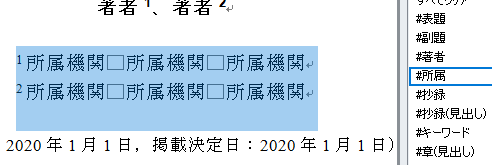 著者¹、著者²↵
¹所属機関□所属機関□所属機関↵
²所属機関□所属機関□所属機関↵
2020年1月1日，掲載決定日：2020年1月1日）
#表題
#副題
#著者
#所属
#抄録
#抄録(見出し)
#キーワード
#章(見出し)